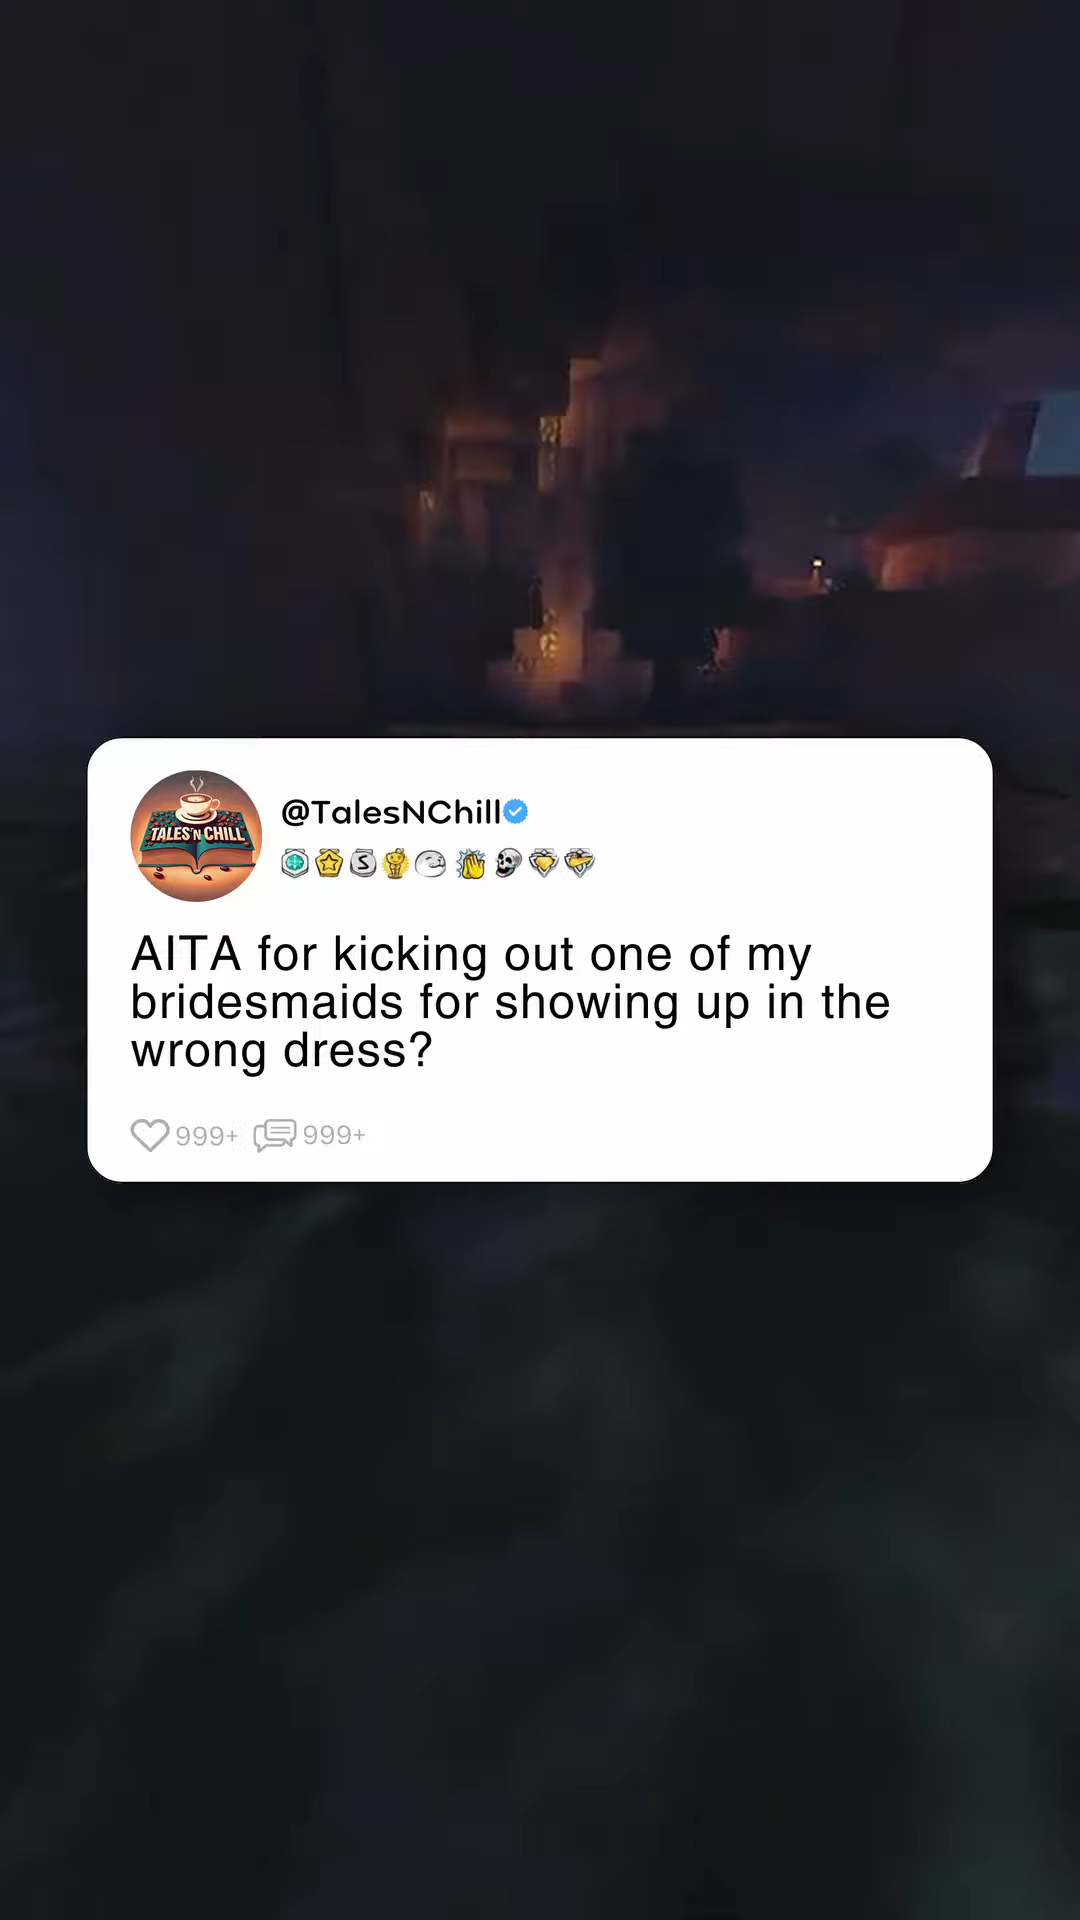 TALES'N CHILL
@TalesNChill
AITA for kicking out one of my
bridesmaids for showing up in the
wrong dress?
999+ 999+